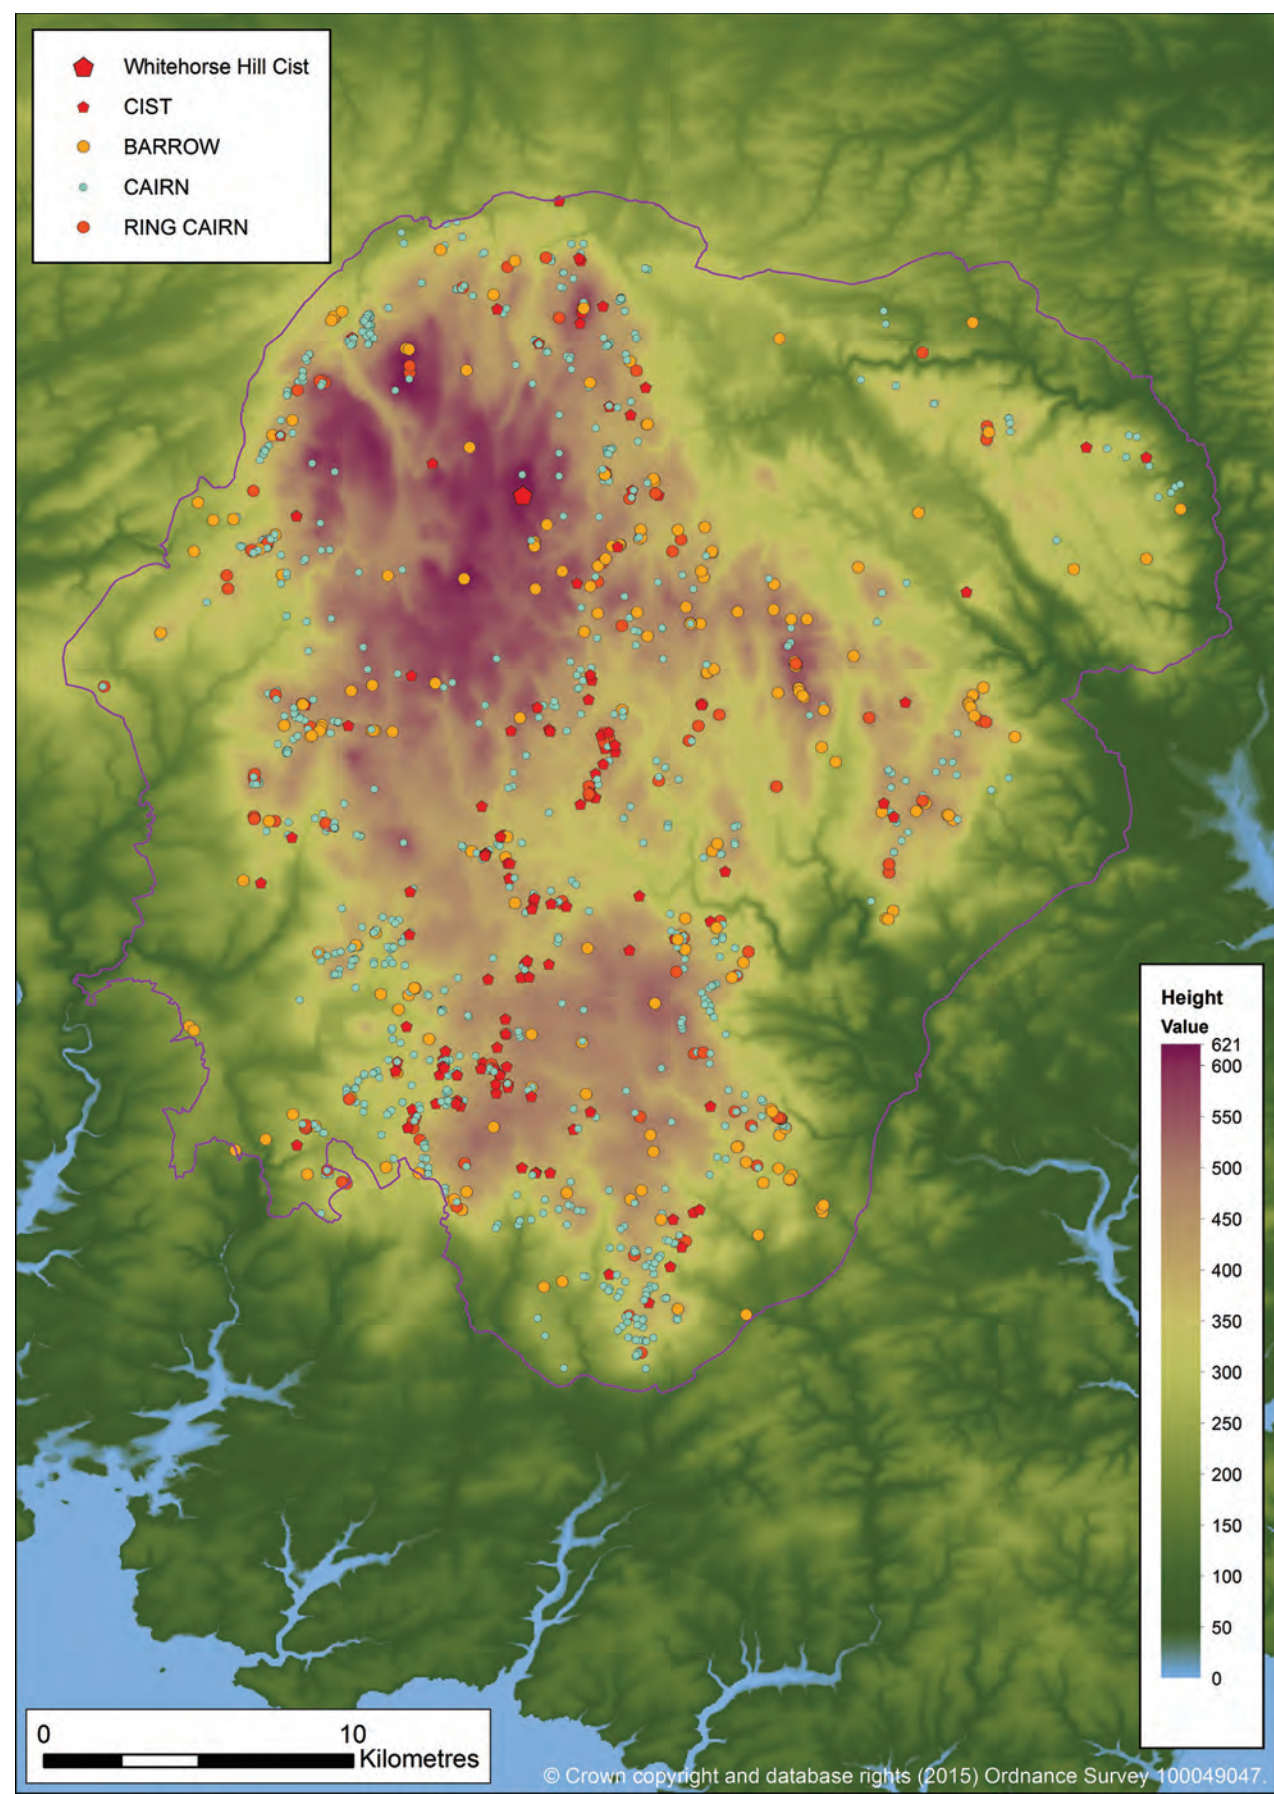 Whitehorse Hill Cist
CIST
BARROW
CAIRN
RING CAIRN
Height
Value
621
600
550
500
450
400
350
300
250
200
150
100
50
0
0 10
Kilometres
© Crown copyright and database rights (2015) Ordnance Survey 100049047.